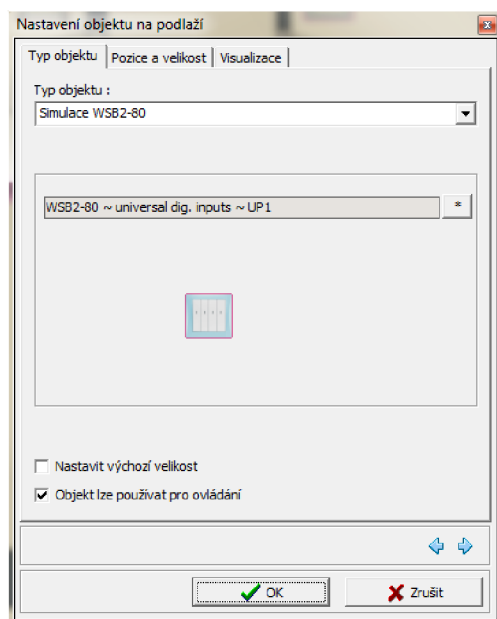 Nastavení objektu na podlaží
Typ objektu Pozice a velikost Visualizace
Typ objektu :
Simulace WSB2-80
WSB2-80 ~ universal dig. inputs ~ UP1 *
Nastavit výchozí velikost
Objekt lze používat pro ovládání
OK Zrušit